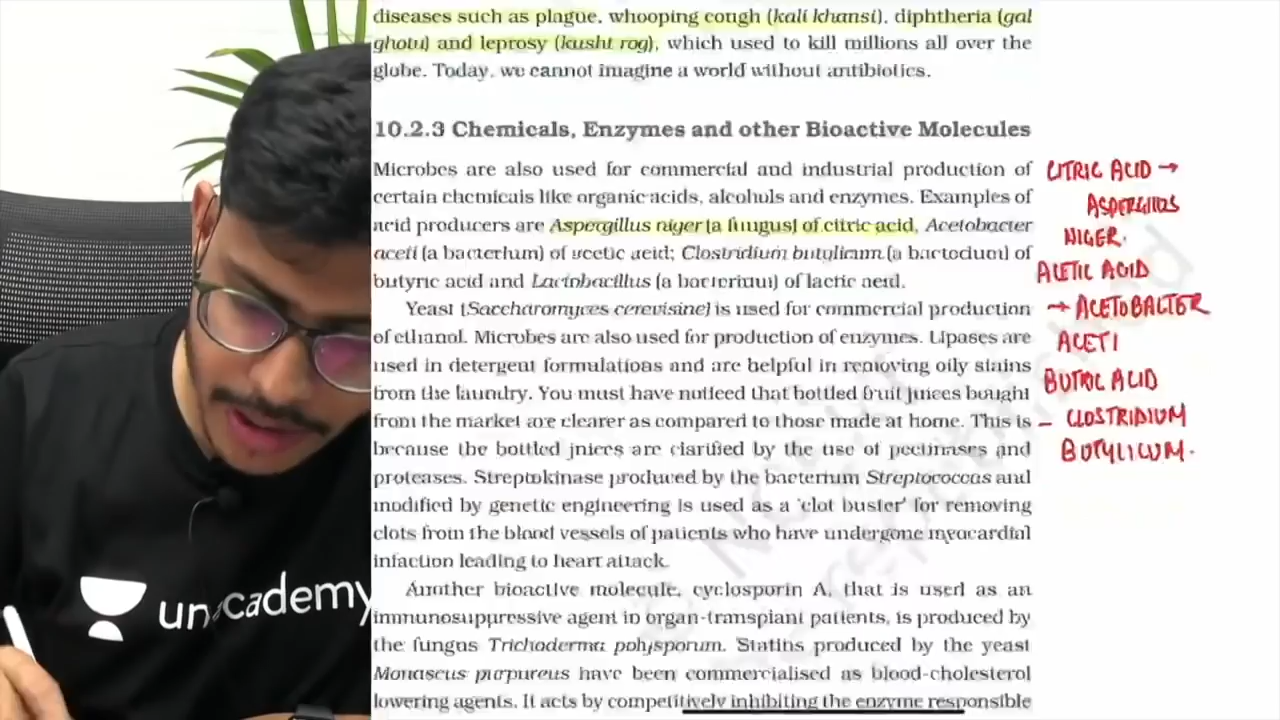 diseases such as plague, whooping cough (kali khansi), diphtheria (gal
ghotu) and leprosy (kusht rog), which used to kill millions all over the
globe. Today, we cannot imagine a world without antibiotics.
10.2.3 Chemicals, Enzymes and other Bioactive Molecules
Microbes are also used for commercial and industrial production of
certain chemicals like organic acids, alcohols and enzymes. Examples of
acid producers are Aspergillus niger (a fungus) of citric acid, Acetobacter
aceti (a bacterium) of acetic acid; Clostridium butylicum (a bacterium) of
butyric acid and Lactobacillus (a bacterium) of lactic acid.
Yeast (Saccharomyces cerevisiae) is used for commercial production
of ethanol. Microbes are also used for production of enzymes. Lipases are
used in detergent formulations and are helpful in removing oily stains
from the laundry. You must have noticed that bottled fruit juices bought
from the market are clearer as compared to those made at home. This is
because the bottled juices are clarified by the use of pectinases and
proteases. Streptokinase produced by the bacterium Streptococcus and
modified by genetic engineering is used as a 'clot buster' for removing
clots from the blood vessels of patients who have undergone myocardial
infaction leading to heart attack.
Another bioactive molecule, cyclosporin A, that is used as an
immunosuppressive agent in organ-transplant patients, is produced by
the fungus Trichoderma polysporum. Statins produced by the yeast
Monascus purpureus have been commercialised as blood-cholesterol
lowering agents. It acts by competitively inhibiting the enzyme responsible
CITRIC ACID →
ASPERGILLUS
NIGER.
ACETIC ACID
→ ACETOBACTER
ACETI
BUTRIC ACID
- CLOSTRIDIUM
BUTYLICUM.
unacademy